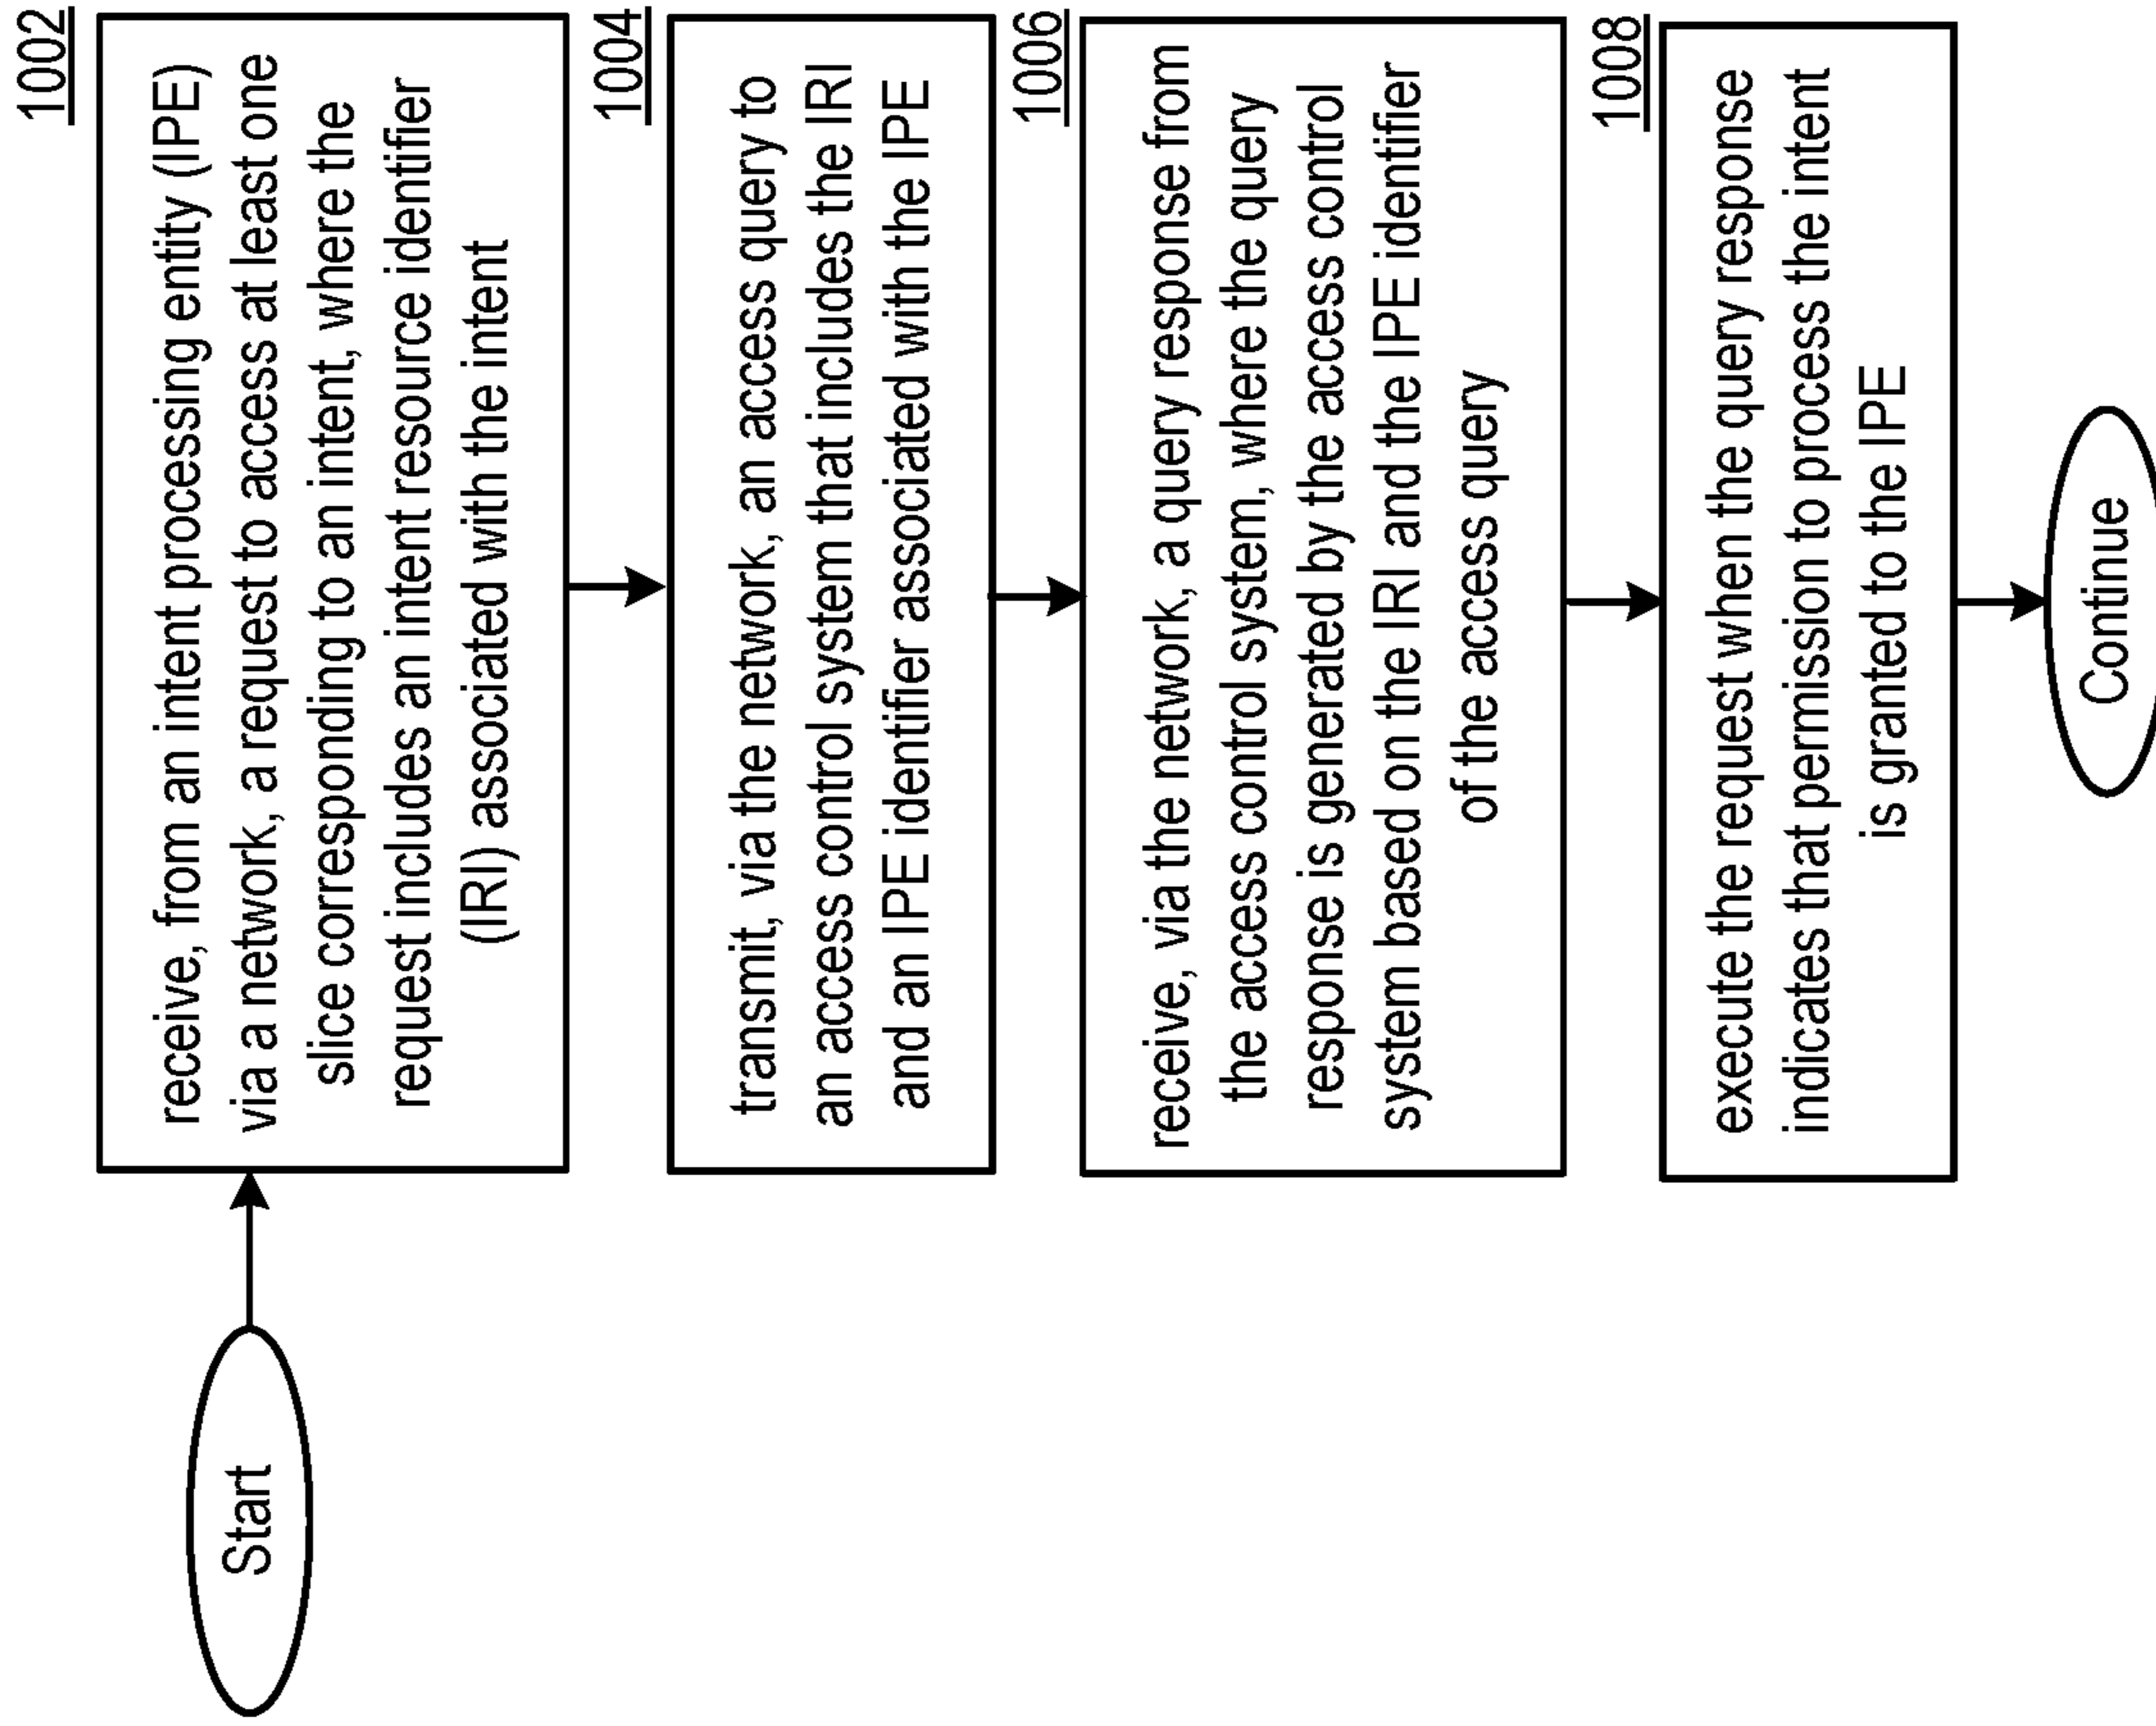 Start
1002
receive, from an intent processing entity (IPE)
via a network, a request to access at least one
slice corresponding to an intent, where the
request includes an intent resource identifier
(IRI) associated with the intent
1004
transmit, via the network, an access query to
an access control system that includes the IRI
and an IPE identifier associated with the IPE
1006
receive, via the network, a query response from
the access control system, where the query
response is generated by the access control
system based on the IRI and the IPE identifier
of the access query
1008
execute the request when the query response
indicates that permission to process the intent
is granted to the IPE
Continue